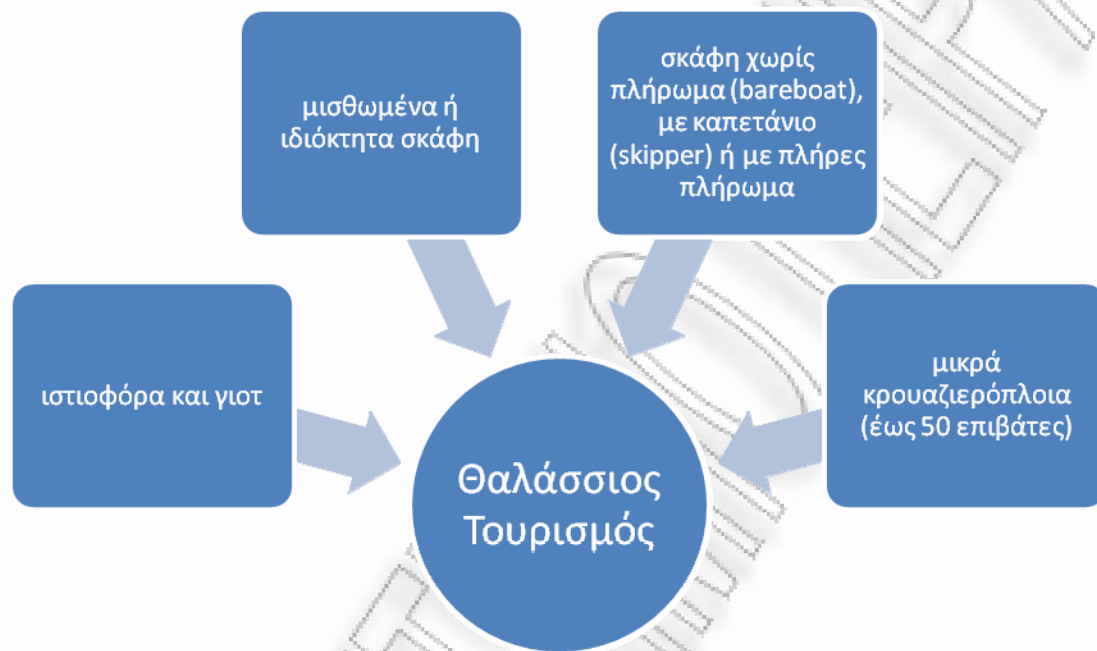 μισθωμένα ή
ιδιόκτητα σκάφη
σκάφη χωρίς
πλήρωμα (bareboat),
με καπετάνιο
(skipper) ή με πλήρες
πλήρωμα
ιστιοφόρα και γιοτ
μικρά
κρουαζιερόπλοια
(έως 50 επιβάτες)
Θαλάσσιος
Τουρισμός